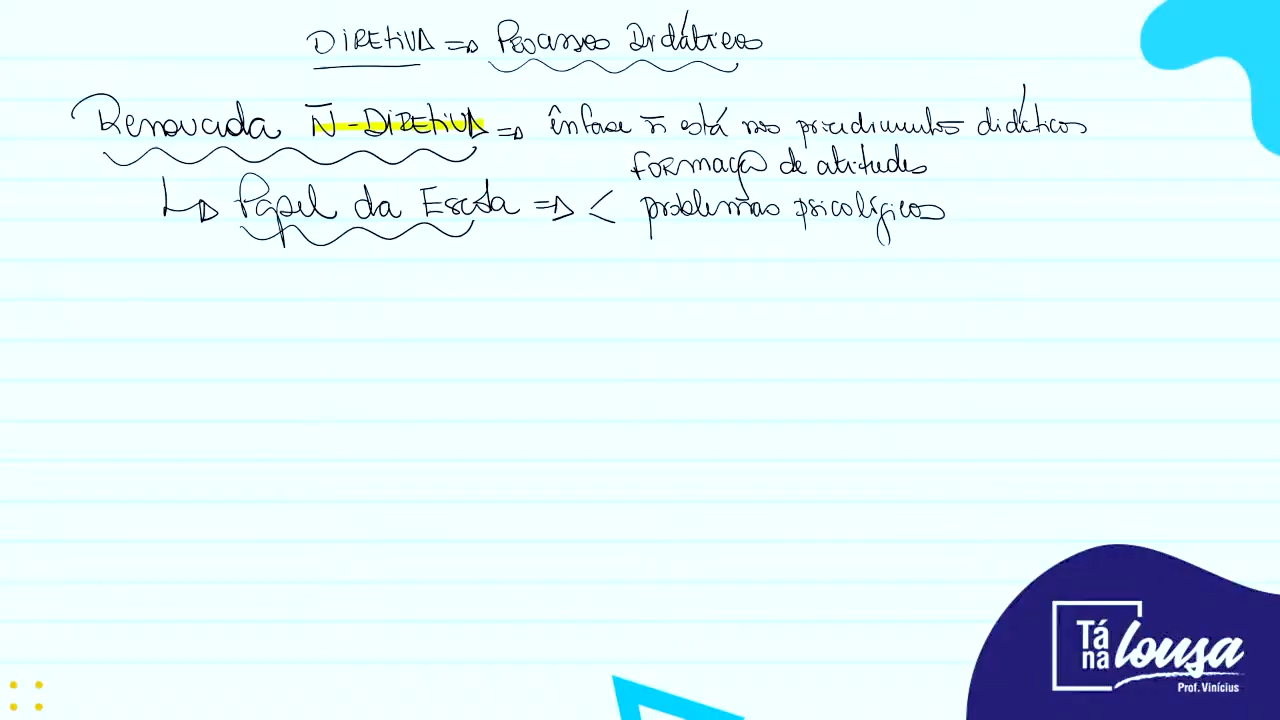 DIRETIVA => Processos Didáticos
Renovada Ñ-DIRETIVA => ênfase ñ está nos procedimentos didáticos
formação de atitudes
↳ Papel da Escola => < problemas psicológicos
Tá na lousa
Prof. Vinícius